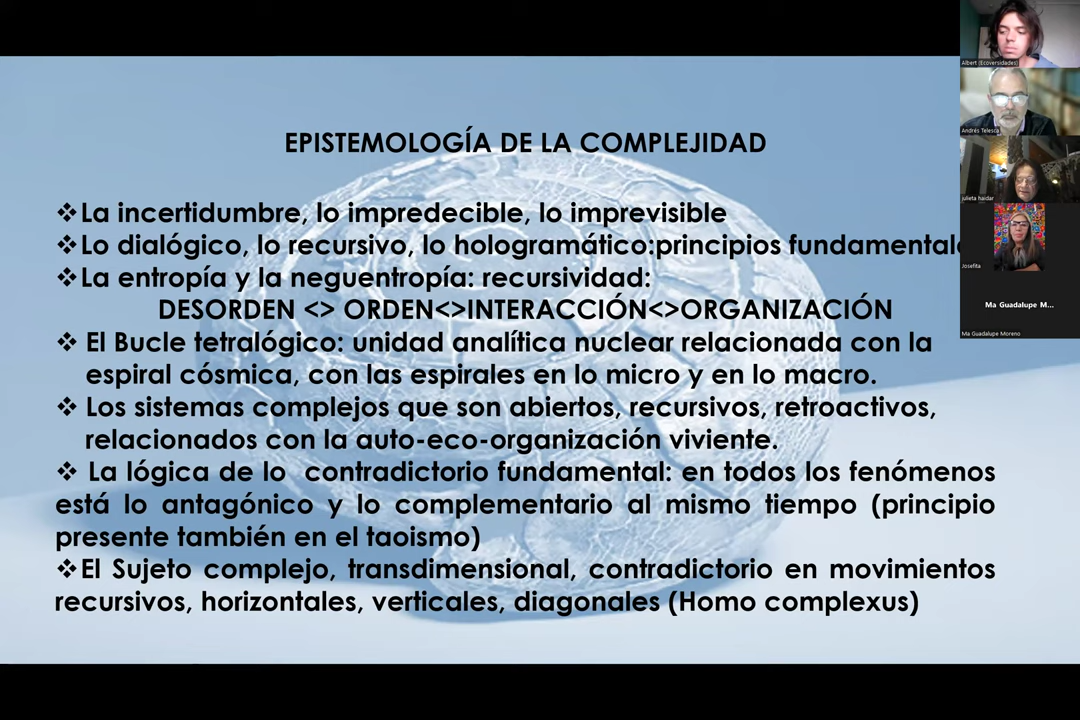 EPISTEMOLOGÍA DE LA COMPLEJIDAD
❖La incertidumbre, lo impredecible, lo imprevisible
❖Lo dialógico, lo recursivo, lo hologramático:principios
❖La entropía y la neguentropía: recursividad:
DESORDEN <> ORDEN<>INTERACCIÓN<>ORGANIZACIÓN
❖ El Bucle tetralógico: unidad analítica nuclear relacionada con la
espiral cósmica, con las espirales en lo micro y en lo macro.
❖ Los sistemas complejos que son abiertos, recursivos, retroactivos,
relacionados con la auto-eco-organización viviente.
❖ La lógica de lo contradictorio fundamental: en todos los fenómenos
está lo antagónico y lo complementario al mismo tiempo (principio
presente también en el taoismo)
❖El Sujeto complejo, transdimensional, contradictorio en movimientos
recursivos, horizontales, verticales, diagonales (Homo complexus)
Albert (Ecoversidades)
Andrés Telesca
julieta haidar
Josefita
Ma Guadalupe M...
Ma Guadalupe Moreno